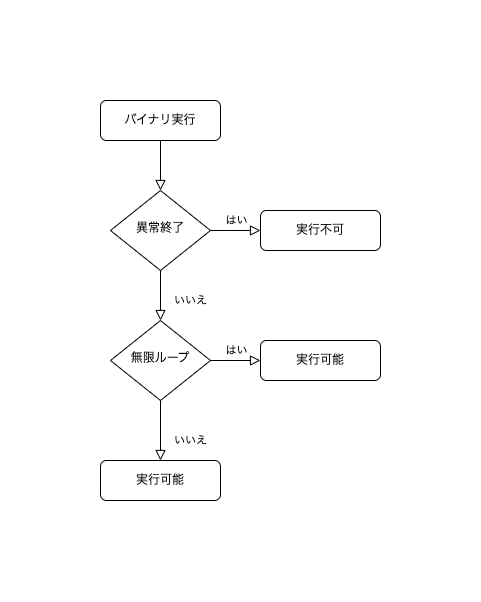 バイナリ実行
異常終了
はい
実行不可
いいえ
無限ループ
はい
実行可能
いいえ
実行可能